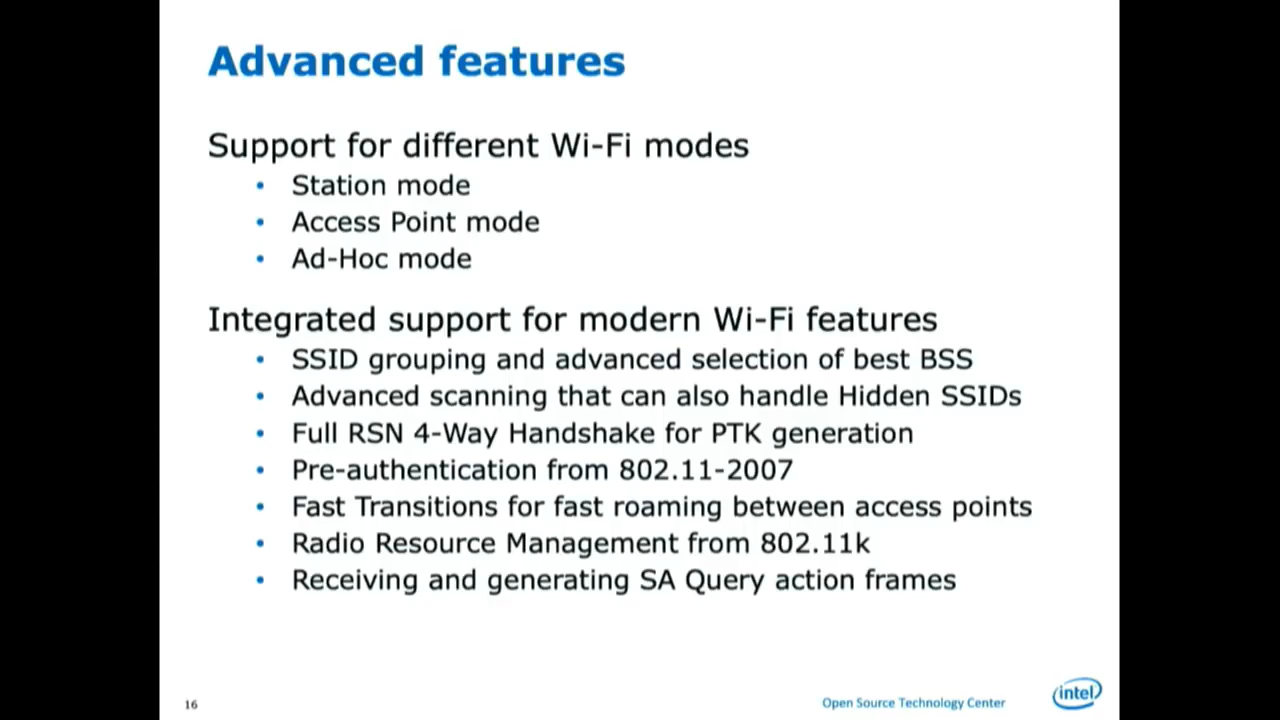 Advanced features
Support for different Wi-Fi modes
• Station mode
• Access Point mode
• Ad-Hoc mode
Integrated support for modern Wi-Fi features
• SSID grouping and advanced selection of best BSS
• Advanced scanning that can also handle Hidden SSIDs
• Full RSN 4-Way Handshake for PTK generation
• Pre-authentication from 802.11-2007
• Fast Transitions for fast roaming between access points
• Radio Resource Management from 802.11k
• Receiving and generating SA Query action frames
16
Open Source Technology Center
intel